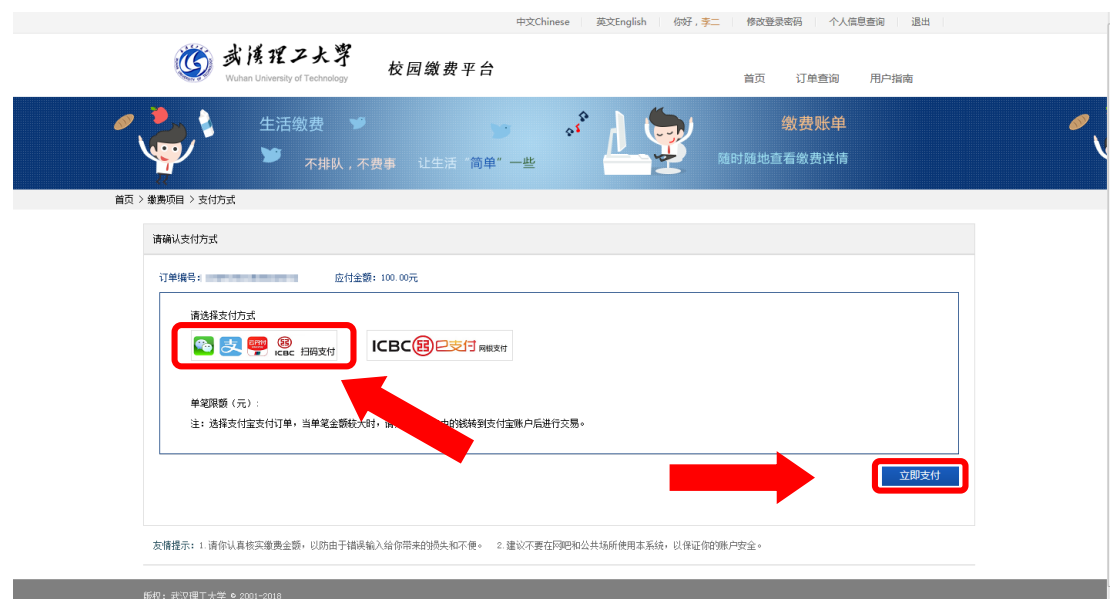 中文Chinese 英文English 你好，李二 修改登录密码 个人信息查询 退出
武汉理工大学
Wuhan University of Technology
校园缴费平台
首页 订单查询 用户指南
生活缴费
不排队，不费事 让生活“简单”一些
缴费账单
随时随地查看缴费详情
首页 > 缴费项目 > 支付方式
请确认支付方式
订单编号： 应付金额：100.00元
请选择支付方式
支 ICBC 扫码支付
ICBC 已支付 网银支付
单笔限额（元）：
注：选择支付宝支付订单，当单笔金额较大时，请 中的钱转到支付宝账户后进行交易。
立即支付
友情提示：1.请你认真核实缴费金额，以防由于错误输入给你带来的损失和不便。 2.建议不要在网吧和公共场所使用本系统，以保证你的账户安全。
版权：武汉理工大学 © 2001-2018